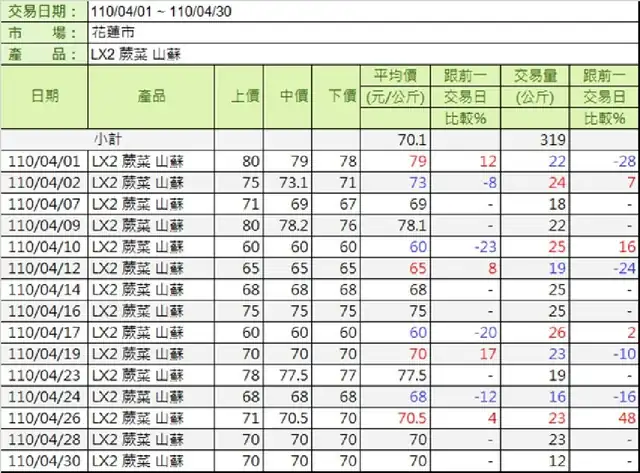 交易日期： 110/04/01 ~ 110/04/30
市　　場： 花蓮市
產　　品： LX2 蕨菜 山蘇
日期 產品 上價 中價 下價 平均價 (元/公斤) 跟前一 交易日 比較% 交易量 (公斤) 跟前一 交易日 比較%
小計 70.1 319
110/04/01 LX2 蕨菜 山蘇 80 79 78 79 12 22 -28
110/04/02 LX2 蕨菜 山蘇 75 73.1 71 73 -8 24 7
110/04/07 LX2 蕨菜 山蘇 71 69 67 69 - 18 -
110/04/09 LX2 蕨菜 山蘇 80 78.2 76 78.1 - 22 -
110/04/10 LX2 蕨菜 山蘇 60 60 60 60 -23 25 16
110/04/12 LX2 蕨菜 山蘇 65 65 65 65 8 19 -24
110/04/14 LX2 蕨菜 山蘇 68 68 68 68 - 25 -
110/04/16 LX2 蕨菜 山蘇 75 75 75 75 - 25 -
110/04/17 LX2 蕨菜 山蘇 60 60 60 60 -20 26 2
110/04/19 LX2 蕨菜 山蘇 70 70 70 70 17 23 -10
110/04/23 LX2 蕨菜 山蘇 78 77.5 77 77.5 - 19 -
110/04/24 LX2 蕨菜 山蘇 68 68 68 68 -12 16 -16
110/04/26 LX2 蕨菜 山蘇 71 70.5 70 70.5 4 23 48
110/04/28 LX2 蕨菜 山蘇 70 70 70 70 - 23 -
110/04/30 LX2 蕨菜 山蘇 70 70 70 70 - 12 -